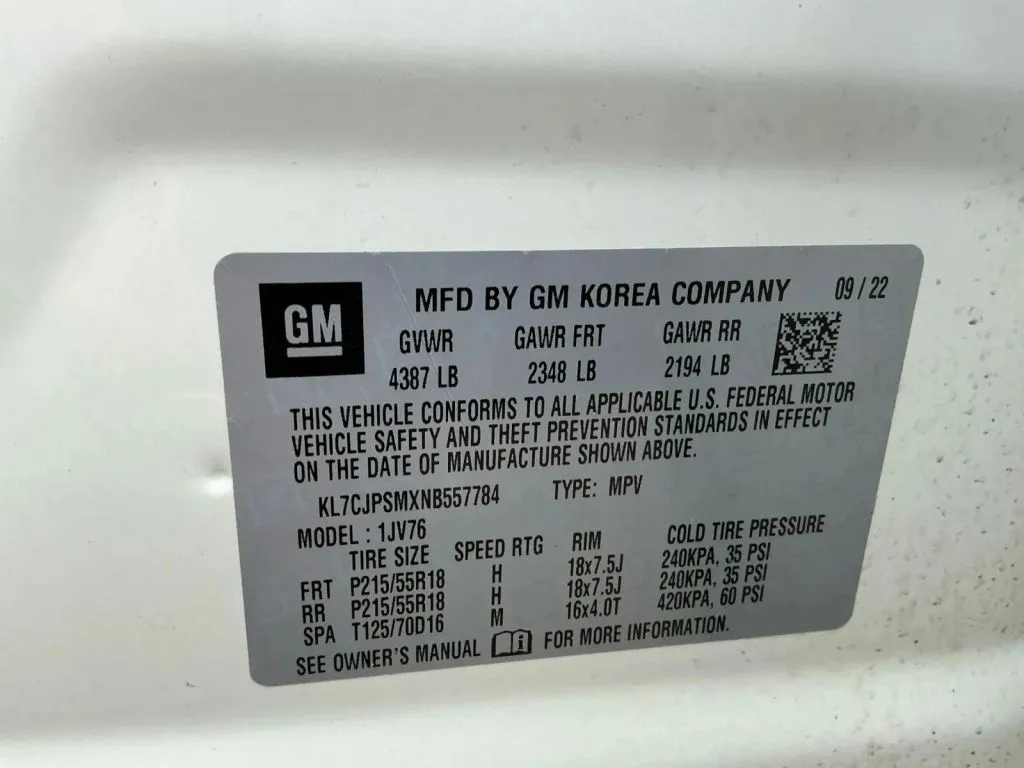 GM
MFD BY GM KOREA COMPANY 09 / 22
GVWR GAWR FRT GAWR RR
4387 LB 2348 LB 2194 LB
THIS VEHICLE CONFORMS TO ALL APPLICABLE U.S. FEDERAL MOTOR
VEHICLE SAFETY AND THEFT PREVENTION STANDARDS IN EFFECT
ON THE DATE OF MANUFACTURE SHOWN ABOVE.
KL7CJPSMXNB557784 TYPE: MPV
MODEL : 1JV76
TIRE SIZE SPEED RTG RIM COLD TIRE PRESSURE
FRT P215/55R18 H 18x7.5J 240KPA, 35 PSI
RR P215/55R18 H 18x7.5J 240KPA, 35 PSI
SPA T125/70D16 M 16x4.0T 420KPA, 60 PSI
SEE OWNER'S MANUAL i FOR MORE INFORMATION.